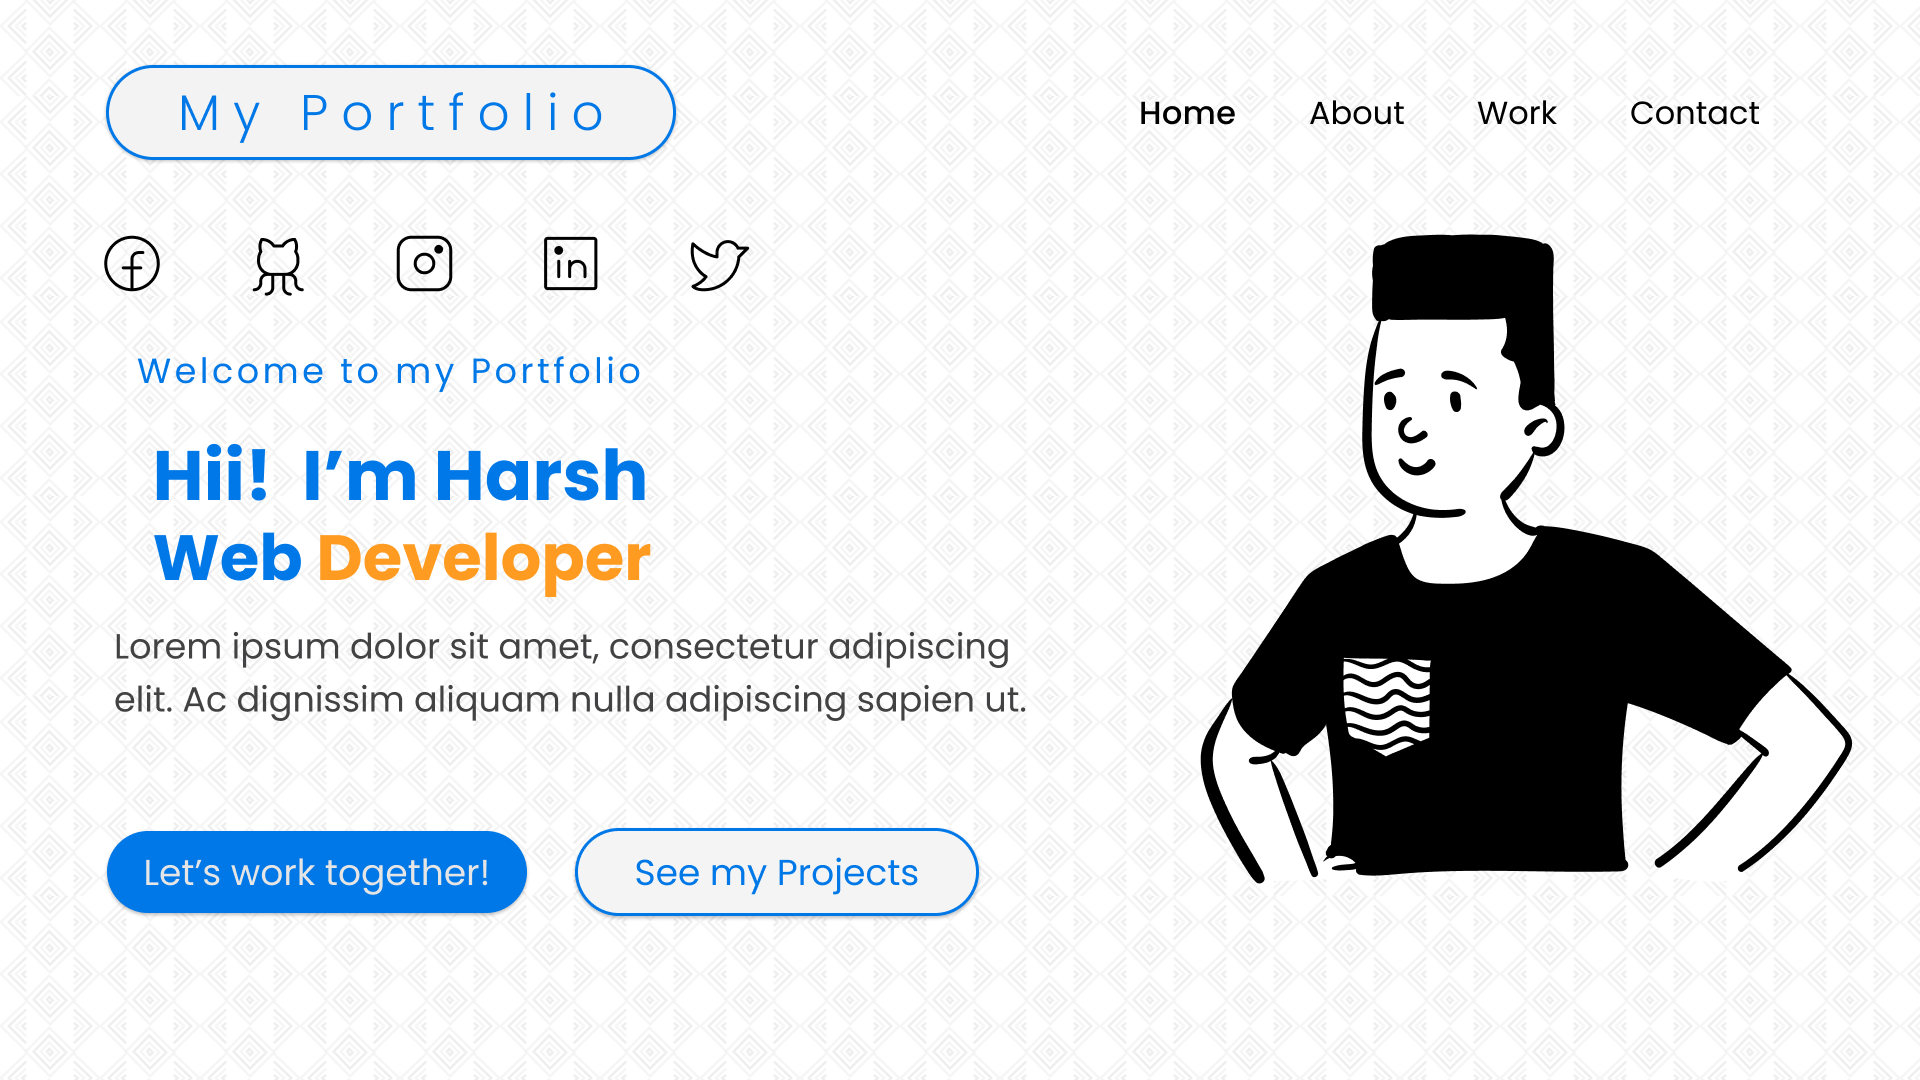 My Portfolio
Home About Work Contact
in
Welcome to my Portfolio
Hii! I’m Harsh
Web Developer
Lorem ipsum dolor sit amet, consectetur adipiscing
elit. Ac dignissim aliquam nulla adipiscing sapien ut.
Let’s work together! See my Projects